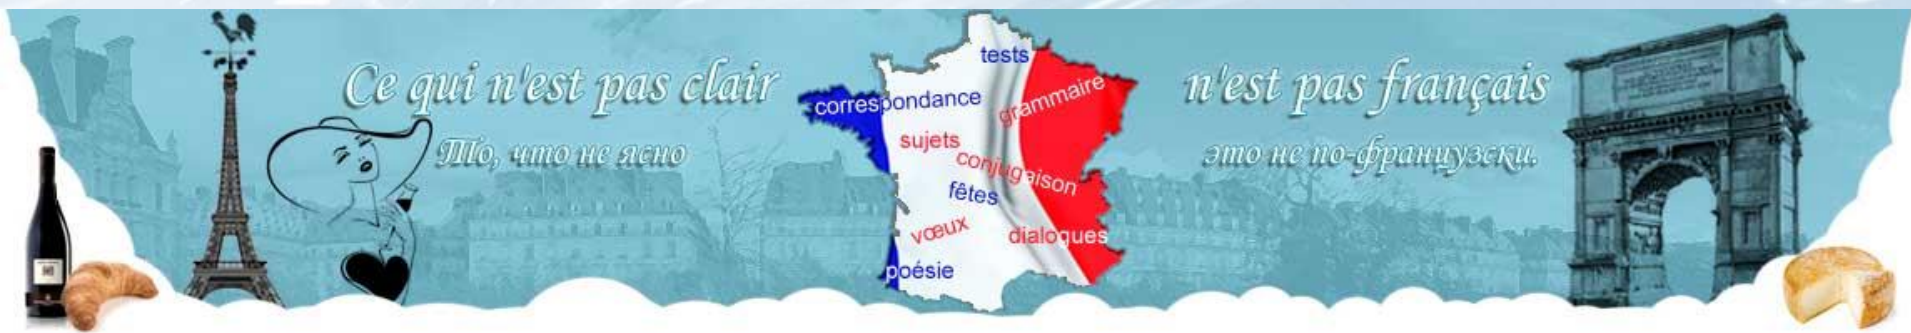 Ce qui n'est pas clair
То, что не ясно
tests
correspondance
grammaire
sujets
conjugaison
fêtes
vœux
dialogues
poésie
n'est pas français
это не по-французски.